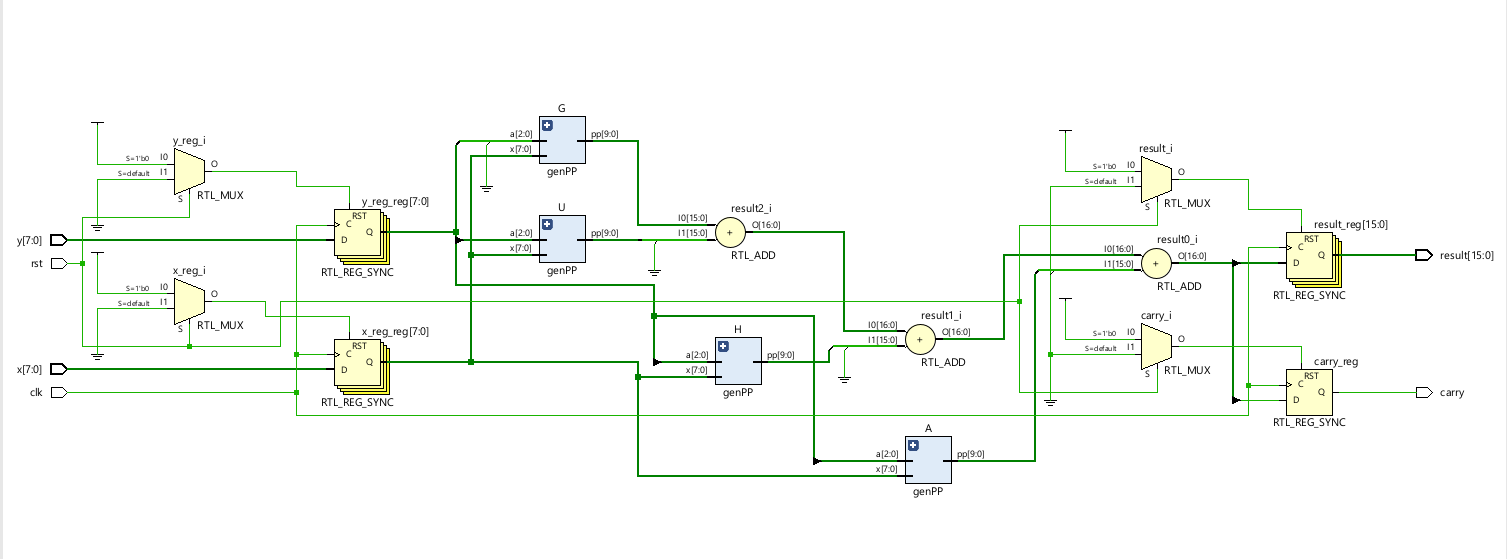 G
a[2:0]
pp[9:0]
x[7:0]
genPP
y_reg_i
S=1'b0
I0
S=default
I1
O
S
RTL_MUX
result_i
S=1'b0
I0
S=default
I1
O
S
RTL_MUX
y_reg_reg[7:0]
RST
C
Q
D
RTL_REG_SYNC
U
a[2:0]
pp[9:0]
x[7:0]
genPP
result2_i
I0[15:0]
O[16:0]
I1[15:0]
+
RTL_ADD
result0_i
I0[16:0]
I1[15:0]
O[16:0]
+
RTL_ADD
result_reg[15:0]
RST
C
Q
D
RTL_REG_SYNC
y[7:0]
rst
result[15:0]
x_reg_i
S=1'b0
I0
S=default
I1
O
S
RTL_MUX
x_reg_reg[7:0]
RST
C
Q
D
RTL_REG_SYNC
H
a[2:0]
pp[9:0]
x[7:0]
genPP
result1_i
I0[16:0]
O[16:0]
I1[15:0]
+
RTL_ADD
carry_i
S=1'b0
I0
S=default
I1
O
S
RTL_MUX
carry_reg
RST
C
Q
D
RTL_REG_SYNC
x[7:0]
clk
carry
A
a[2:0]
pp[9:0]
x[7:0]
genPP